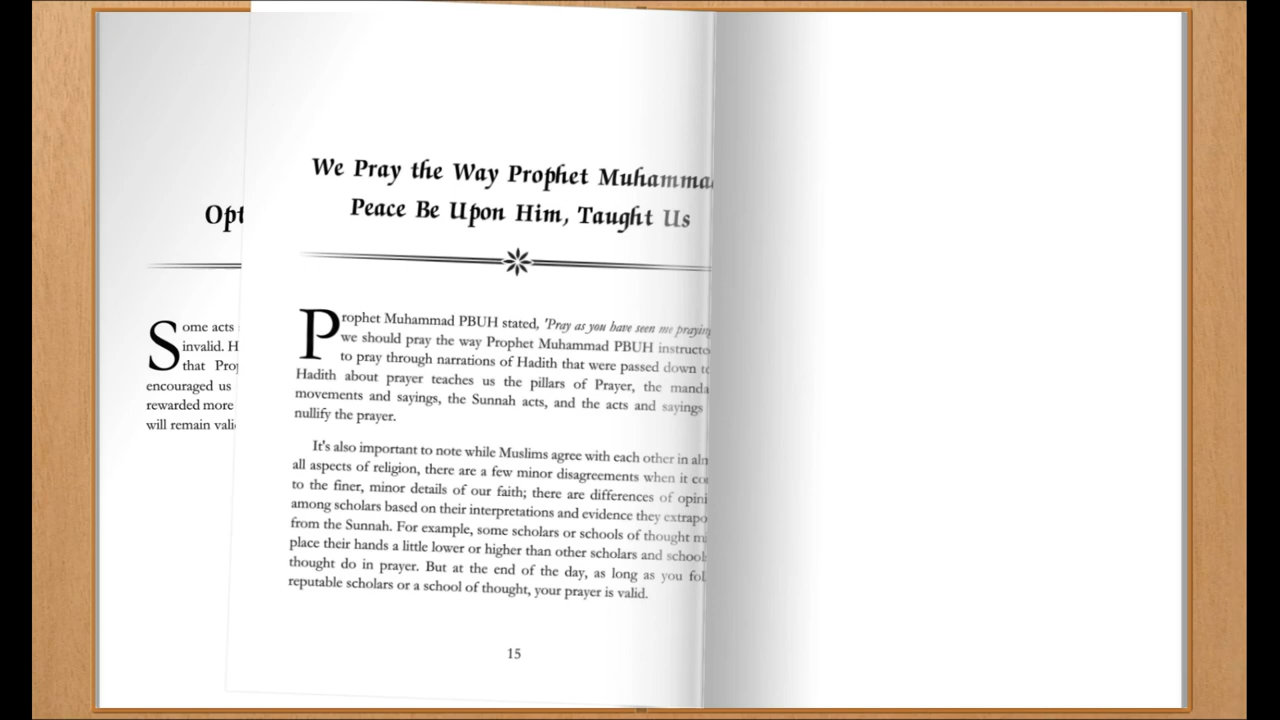 Opt
Some acts
invalid. H
that Prop
encouraged us
rewarded more
will remain vali
We Pray the Way Prophet Muhamma
Peace Be Upon Him, Taught Us
Prophet Muhammad PBUH stated, 'Pray as you have seen me praying
we should pray the way Prophet Muhammad PBUH instructe
to pray through narrations of Hadith that were passed down to
Hadith about prayer teaches us the pillars of Prayer, the manda
movements and sayings, the Sunnah acts, and the acts and sayings
nullify the prayer.
It's also important to note while Muslims agree with each other in alm
all aspects of religion, there are a few minor disagreements when it co
to the finer, minor details of our faith; there are differences of opini
among scholars based on their interpretations and evidence they extrapo
from the Sunnah. For example, some scholars or schools of thought m
place their hands a little lower or higher than other scholars and school
thought do in prayer. But at the end of the day, as long as you fol
reputable scholars or a school of thought, your prayer is valid.
15